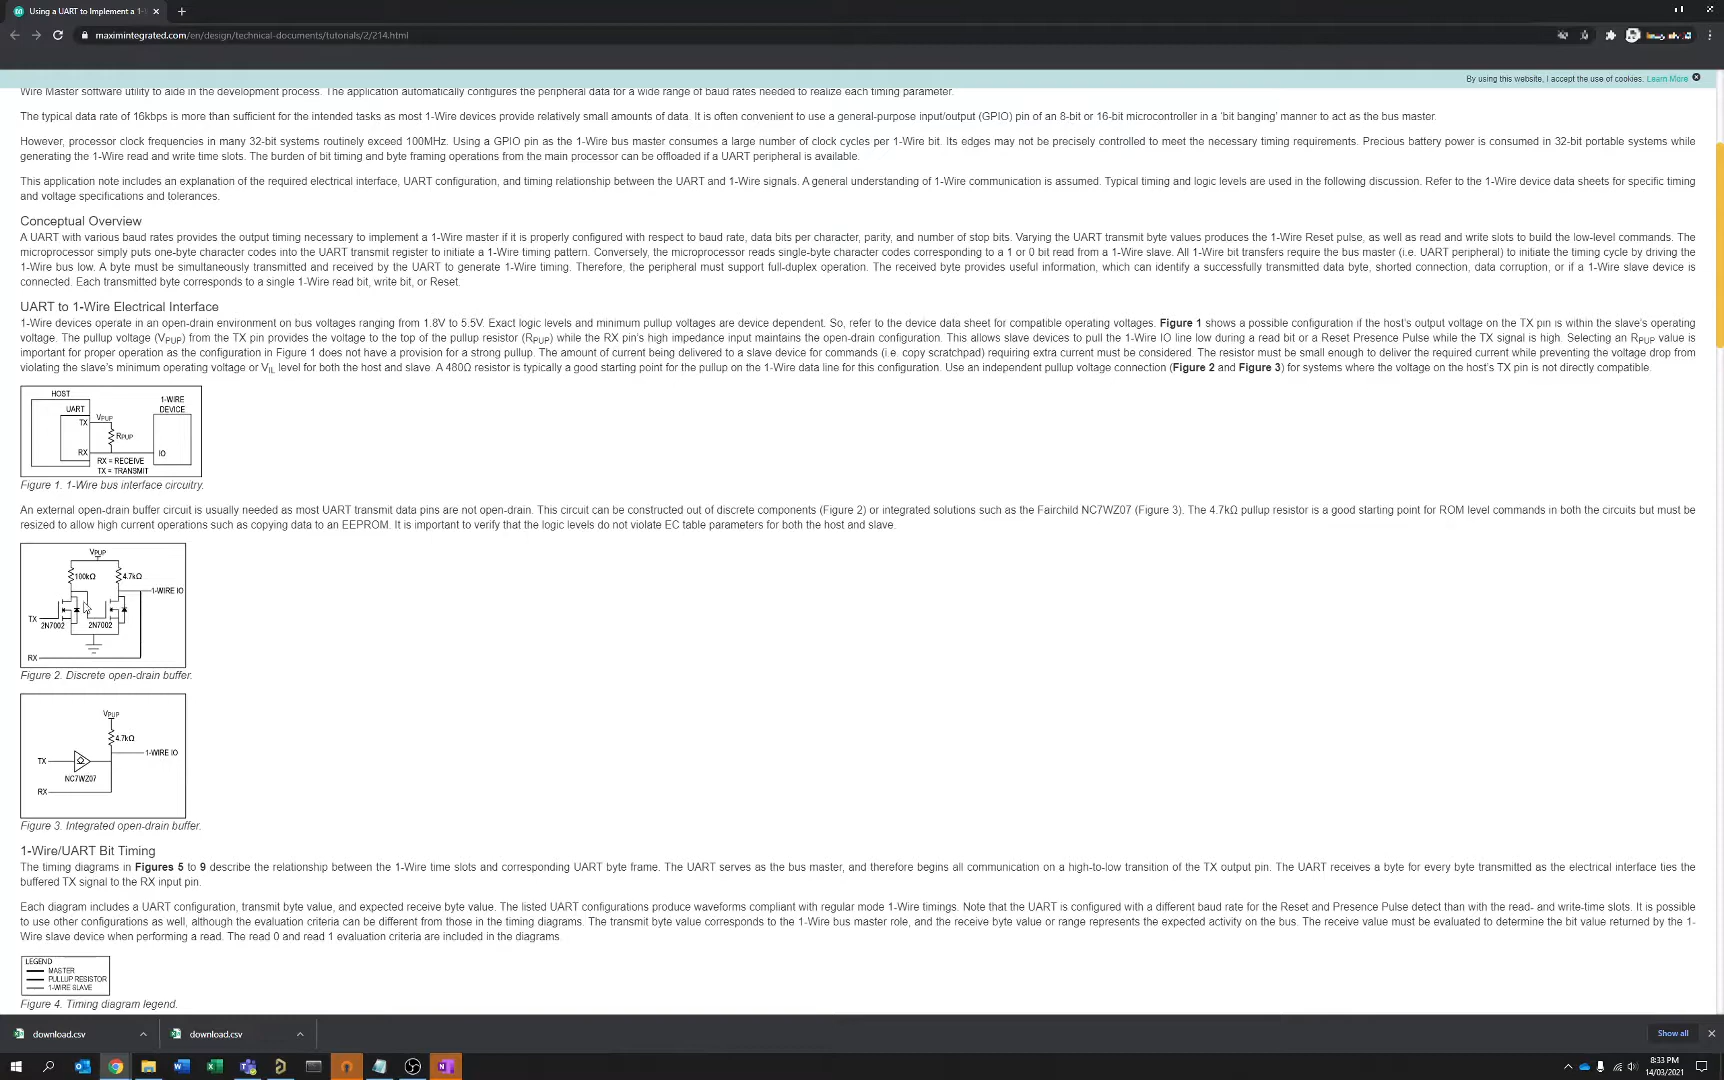 Using a UART to Implement a 1-
maximintegrated.com/en/design/technical-documents/tutorials/2/214.html
By using this website, I accept the use of cookies. Learn More
Wire Master software utility to aide in the development process. The application automatically configures the peripheral data for a wide range of baud rates needed to realize each timing parameter.
The typical data rate of 16kbps is more than sufficient for the intended tasks as most 1-Wire devices provide relatively small amounts of data. It is often convenient to use a general-purpose input/output (GPIO) pin of an 8-bit or 16-bit microcontroller in a 'bit banging' manner to act as the bus master.
However, processor clock frequencies in many 32-bit systems routinely exceed 100MHz. Using a GPIO pin as the 1-Wire bus master consumes a large number of clock cycles per 1-Wire bit. Its edges may not be precisely controlled to meet the necessary timing requirements. Precious battery power is consumed in 32-bit portable systems while
generating the 1-Wire read and write time slots. The burden of bit timing and byte framing operations from the main processor can be offloaded if a UART peripheral is available.
This application note includes an explanation of the required electrical interface, UART configuration, and timing relationship between the UART and 1-Wire signals. A general understanding of 1-Wire communication is assumed. Typical timing and logic levels are used in the following discussion. Refer to the 1-Wire device data sheets for specific timing
and voltage specifications and tolerances.
Conceptual Overview
A UART with various baud rates provides the output timing necessary to implement a 1-Wire master if it is properly configured with respect to baud rate, data bits per character, parity, and number of stop bits. Varying the UART transmit byte values produces the 1-Wire Reset pulse, as well as read and write slots to build the low-level commands. The
microprocessor simply puts one-byte character codes into the UART transmit register to initiate a 1-Wire timing pattern. Conversely, the microprocessor reads single-byte character codes corresponding to a 1 or 0 bit read from a 1-Wire slave. All 1-Wire bit transfers require the bus master (i.e. UART peripheral) to initiate the timing cycle by driving the
1-Wire bus low. A byte must be simultaneously transmitted and received by the UART to generate 1-Wire timing. Therefore, the peripheral must support full-duplex operation. The received byte provides useful information, which can identify a successfully transmitted data byte, shorted connection, data corruption, or if a 1-Wire slave device is
connected. Each transmitted byte corresponds to a single 1-Wire read bit, write bit, or Reset.
UART to 1-Wire Electrical Interface
1-Wire devices operate in an open-drain environment on bus voltages ranging from 1.8V to 5.5V. Exact logic levels and minimum pullup voltages are device dependent. So, refer to the device data sheet for compatible operating voltages. Figure 1 shows a possible configuration if the host's output voltage on the TX pin is within the slave's operating
voltage. The pullup voltage (VPUP) from the TX pin provides the voltage to the top of the pullup resistor (RPUP) while the RX pin's high impedance input maintains the open-drain configuration. This allows slave devices to pull the 1-Wire IO line low during a read bit or a Reset Presence Pulse while the TX signal is high. Selecting an RPUP value is
important for proper operation as the configuration in Figure 1 does not have a provision for a strong pullup. The amount of current being delivered to a slave device for commands (i.e. copy scratchpad) requiring extra current must be considered. The resistor must be small enough to deliver the required current while preventing the voltage drop from
violating the slave's minimum operating voltage or VIL level for both the host and slave. A 480Ω resistor is typically a good starting point for the pullup on the 1-Wire data line for this configuration. Use an independent pullup voltage connection (Figure 2 and Figure 3) for systems where the voltage on the host's TX pin is not directly compatible.
HOST
1-WIRE
DEVICE
UART
VPUP
TX
RPUP
RX
IO
RX = RECEIVE
TX = TRANSMIT
Figure 1. 1-Wire bus interface circuitry.
An external open-drain buffer circuit is usually needed as most UART transmit data pins are not open-drain. This circuit can be constructed out of discrete components (Figure 2) or integrated solutions such as the Fairchild NC7WZ07 (Figure 3). The 4.7kΩ pullup resistor is a good starting point for ROM level commands in both the circuits but must be
resized to allow high current operations such as copying data to an EEPROM. It is important to verify that the logic levels do not violate EC table parameters for both the host and slave.
VPUP
100kΩ
4.7kΩ
1-WIRE IO
TX
2N7002
2N7002
RX
Figure 2. Discrete open-drain buffer.
VPUP
4.7kΩ
1-WIRE IO
TX
NC7WZ07
RX
Figure 3. Integrated open-drain buffer.
1-Wire/UART Bit Timing
The timing diagrams in Figures 5 to 9 describe the relationship between the 1-Wire time slots and corresponding UART byte frame. The UART serves as the bus master, and therefore begins all communication on a high-to-low transition of the TX output pin. The UART receives a byte for every byte transmitted as the electrical interface ties the
buffered TX signal to the RX input pin.
Each diagram includes a UART configuration, transmit byte value, and expected receive byte value. The listed UART configurations produce waveforms compliant with regular mode 1-Wire timings. Note that the UART is configured with a different baud rate for the Reset and Presence Pulse detect than with the read- and write-time slots. It is possible
to use other configurations as well, although the evaluation criteria can be different from those in the timing diagrams. The transmit byte value corresponds to the 1-Wire bus master role, and the receive byte value or range represents the expected activity on the bus. The receive value must be evaluated to determine the bit value returned by the 1-
Wire slave device when performing a read. The read 0 and read 1 evaluation criteria are included in the diagrams.
LEGEND
MASTER
PULLUP RESISTOR
1-WIRE SLAVE
Figure 4. Timing diagram legend.
download.csv
download.csv
Show all
8:33 PM
14/03/2021